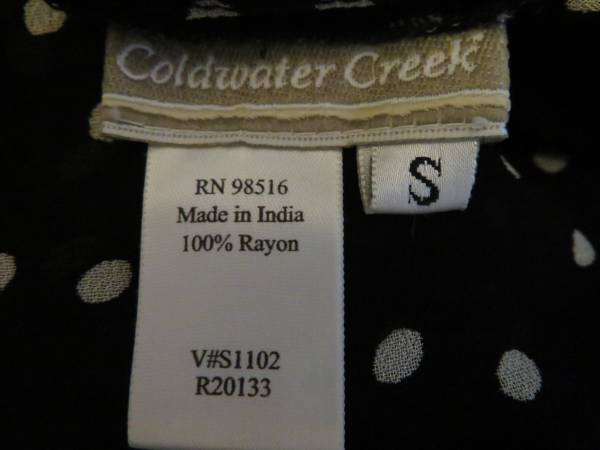 Coldwater Creek
S
RN 98516
Made in India
100% Rayon
V#S1102
R20133